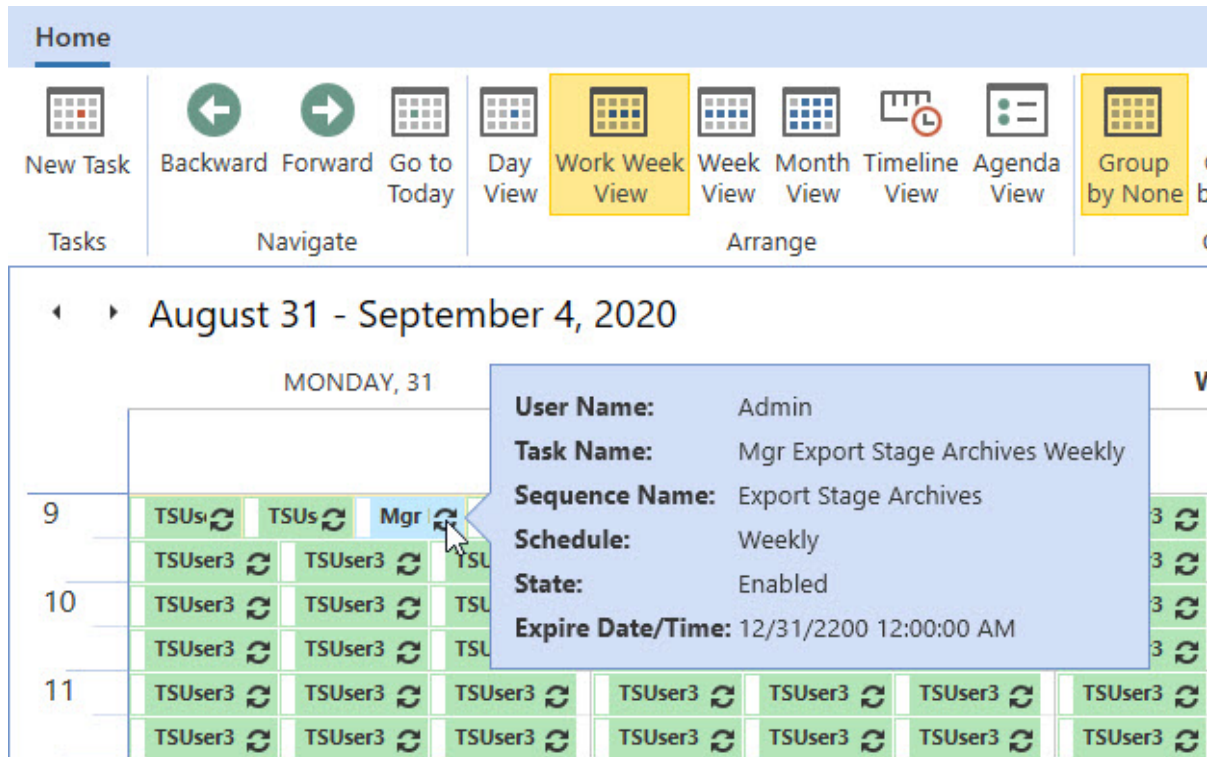 Home
New Task
Backward
Forward
Go to
Today
Day
View
Work Week
View
Week
View
Month
View
Timeline
View
Agenda
View
Group
by None
Tasks
Navigate
Arrange
August 31 - September 4, 2020
MONDAY, 31
User Name: Admin
Task Name: Mgr Export Stage Archives Weekly
Sequence Name: Export Stage Archives
Schedule: Weekly
State: Enabled
Expire Date/Time: 12/31/2200 12:00:00 AM
9 TSUs TSUs Mgr
TSUser3 TSUser3
10 TSUser3 TSUser3
TSUser3 TSUser3
11 TSUser3 TSUser3 TSUser3 TSUser3 TSUser3 TSUser3 TSUser3
TSUser3 TSUser3 TSUser3 TSUser3 TSUser3 TSUser3 TSUser3